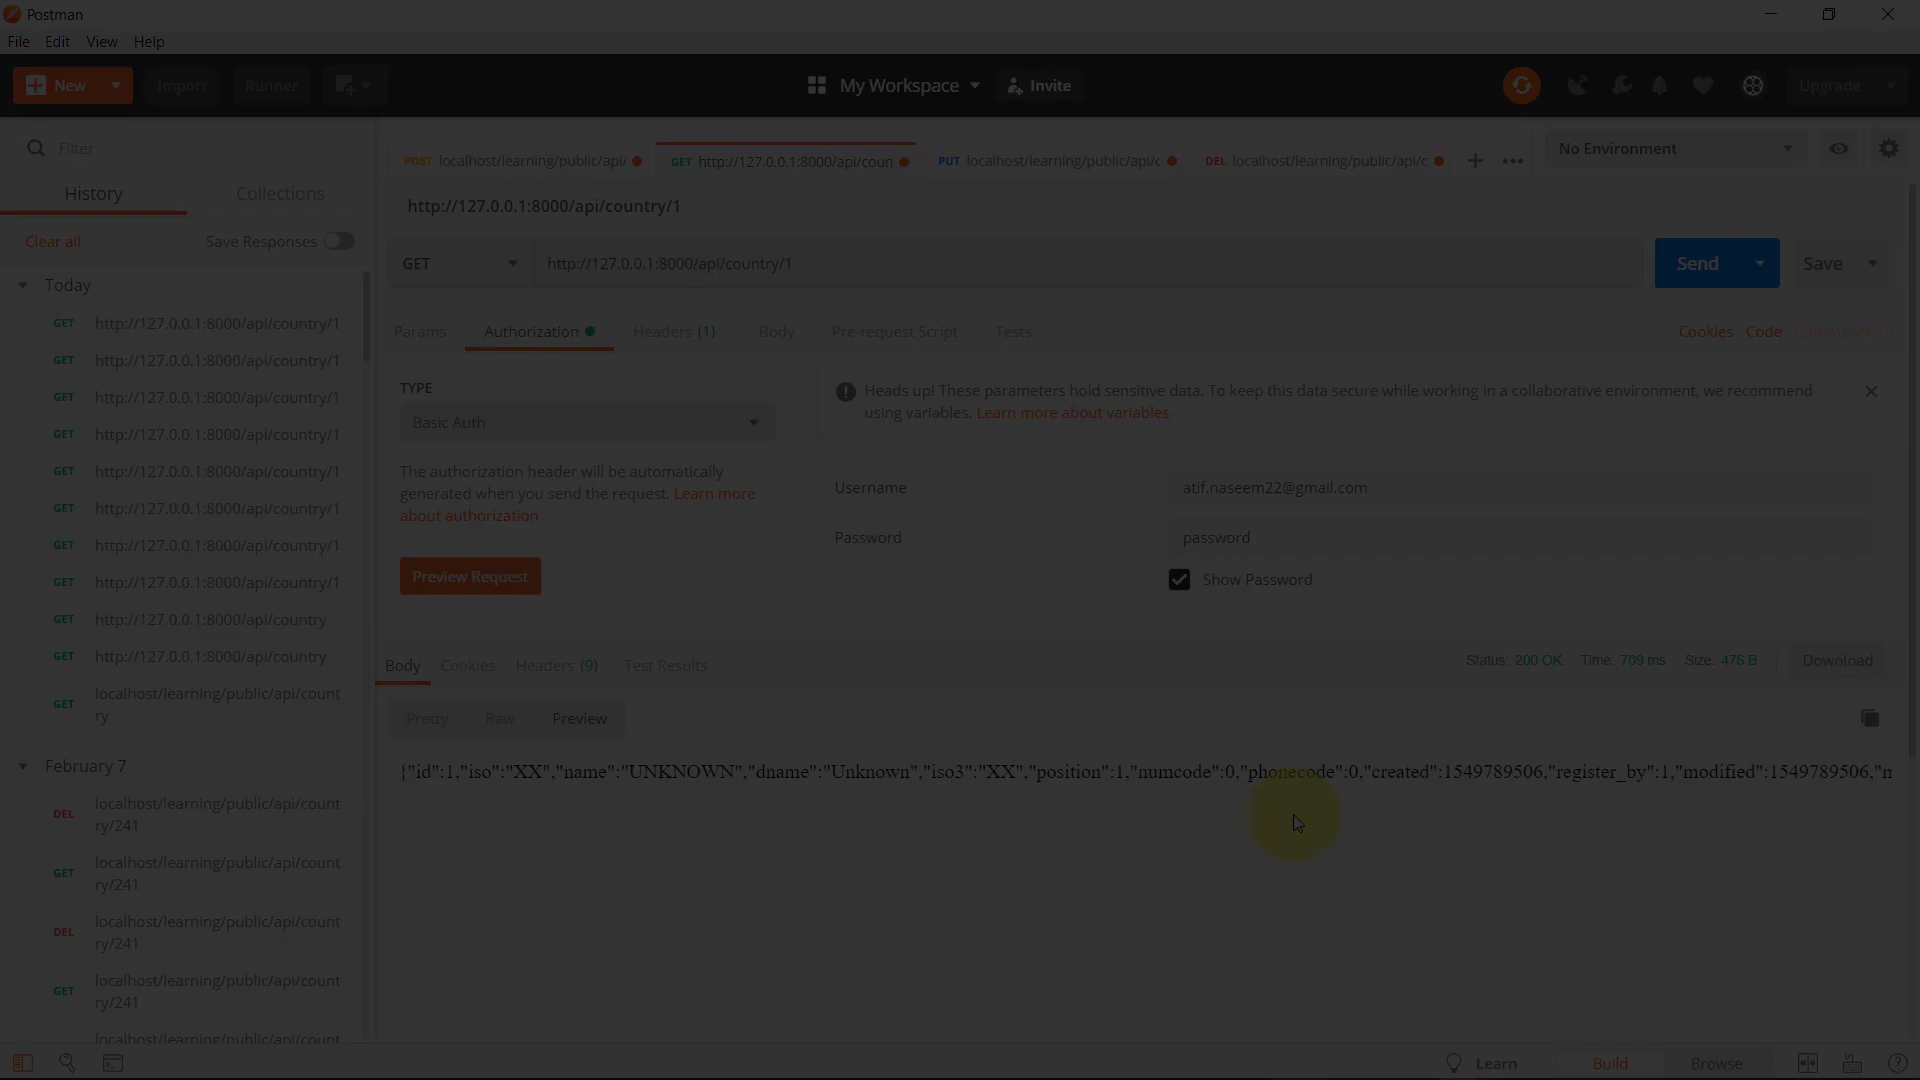 Postman
File Edit View Help
New Import Runner My Workspace Invite Upgrade
Filter
History Collections
Clear all Save Responses
Today
GET http://127.0.0.1:8000/api/country/1
GET http://127.0.0.1:8000/api/country/1
GET http://127.0.0.1:8000/api/country/1
GET http://127.0.0.1:8000/api/country/1
GET http://127.0.0.1:8000/api/country/1
GET http://127.0.0.1:8000/api/country/1
GET http://127.0.0.1:8000/api/country/1
GET http://127.0.0.1:8000/api/country/1
GET http://127.0.0.1:8000/api/country
GET http://127.0.0.1:8000/api/country
GET localhost/learning/public/api/count
ry
February 7
DEL localhost/learning/public/api/count
ry/241
GET localhost/learning/public/api/count
ry/241
DEL localhost/learning/public/api/count
ry/241
GET localhost/learning/public/api/count
ry/241
localhost/learning/public/api/count
POST localhost/learning/public/api/ GET http://127.0.0.1:8000/api/coun PUT localhost/learning/public/api/c DEL localhost/learning/public/api/c No Environment
http://127.0.0.1:8000/api/country/1
GET http://127.0.0.1:8000/api/country/1 Send Save
Params Authorization Headers (1) Body Pre-request Script Tests Cookies Code Comments (0)
TYPE
Basic Auth
The authorization header will be automatically
generated when you send the request. Learn more
about authorization
Preview Request
Heads up! These parameters hold sensitive data. To keep this data secure while working in a collaborative environment, we recommend
using variables. Learn more about variables
Username atif.naseem22@gmail.com
Password password
Show Password
Body Cookies Headers (9) Test Results Status: 200 OK Time: 709 ms Size: 476 B Download
Pretty Raw Preview
{"id":1,"iso":"XX","name":"UNKNOWN","dname":"Unknown","iso3":"XX","position":1,"numcode":0,"phonecode":0,"created":1549789506,"register_by":1,"modified":1549789506,"n
Learn Build Browse